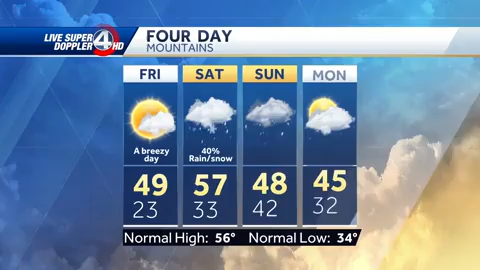 LIVE SUPER
DOPPLER 4 HD
FOUR DAY
MOUNTAINS
FRI SAT SUN MON
A breezy day
40% Rain/snow
49 57 48 45
23 33 42 32
Normal High: 56° Normal Low: 34°